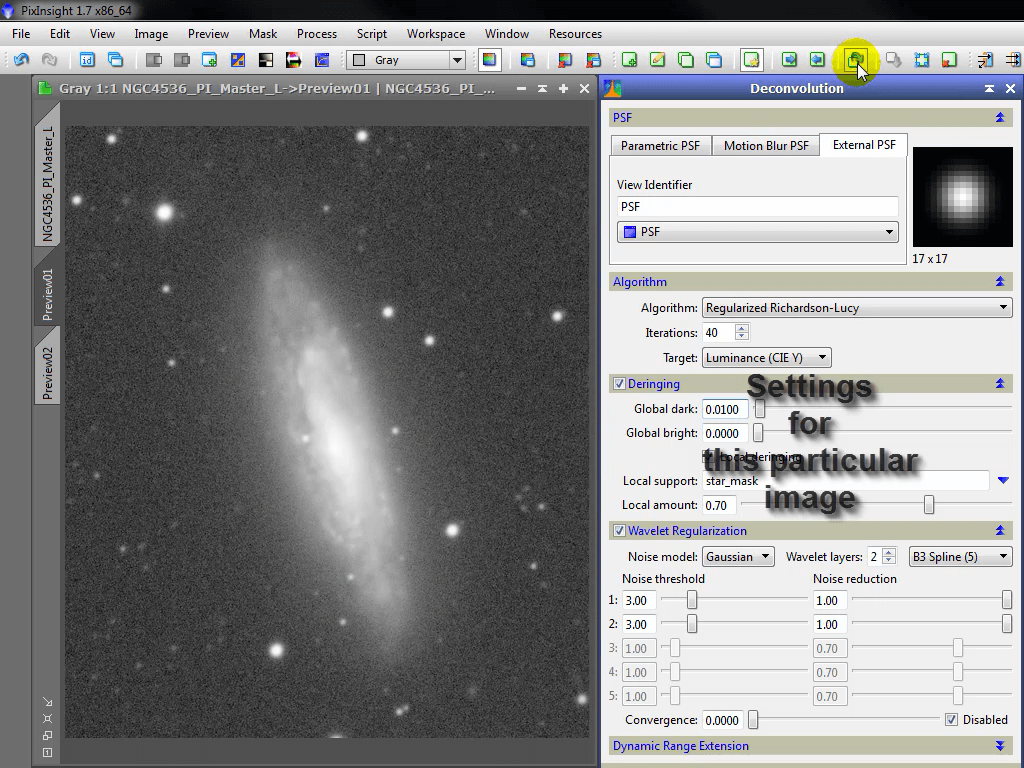 PixInsight 1.7 x86_64
File Edit View Image Preview Mask Process Script Workspace Window Resources
Gray
Gray 1:1 NGC4536_PI_Master_L->Preview01 | NGC4536_PI_...
NGC4536_PI_Master_L
Preview01
Preview02
Deconvolution
PSF
Parametric PSF Motion Blur PSF External PSF
View Identifier
PSF
PSF
17 x 17
Algorithm
Algorithm: Regularized Richardson-Lucy
Iterations: 40
Target: Luminance (CIE Y)
Deringing
Settings
for
this particular
image
Global dark: 0.0100
Global bright: 0.0000
Local deringing
Local support: star_mask
Local amount: 0.70
Wavelet Regularization
Noise model: Gaussian Wavelet layers: 2 B3 Spline (5)
Noise threshold Noise reduction
1: 3.00 1.00
2: 3.00 1.00
3: 1.00 0.70
4: 1.00 0.70
5: 1.00 0.70
Convergence: 0.0000 Disabled
Dynamic Range Extension